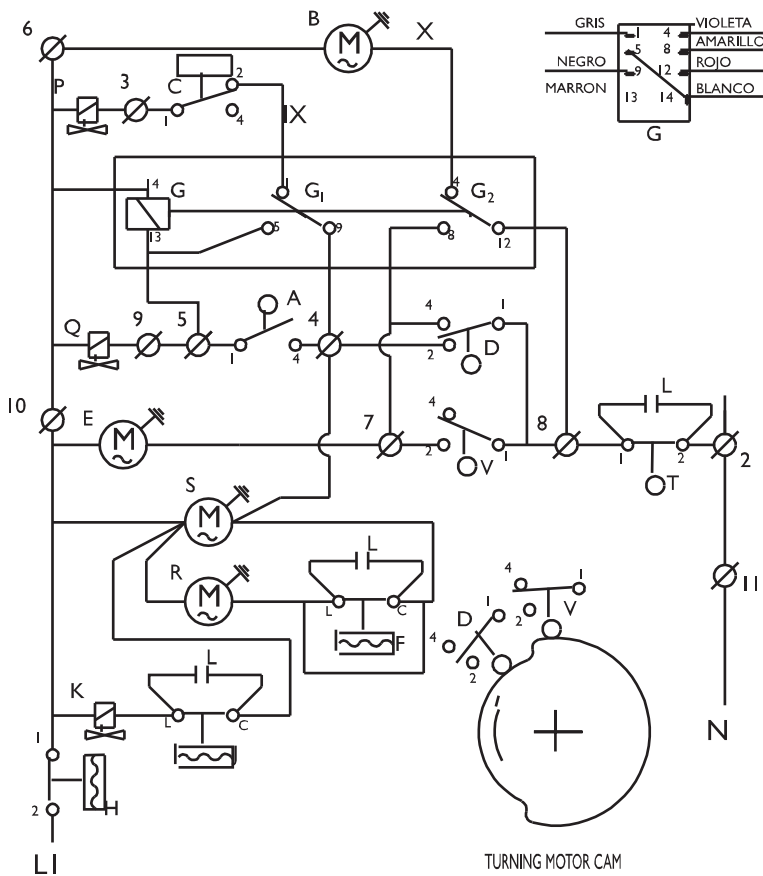 6
B
X
P
3
C
2
1
4
IX
GRIS
1
4
VIOLETA
5
8
AMARILLO
NEGRO
9
12
ROJO
MARRON
13
14
BLANCO
G
14
G
1
G1
4
G2
13
5
9
8
12
Q
9
5
A
4
4
1
1
4
2
D
10
E
7
4
8
L
2
V
1
1
2
2
T
S
R
L
L
C
F
11
4
1
D
1
2
V
4
2
K
L
L
C
N
1
2
H
L1
TURNING MOTOR CAM